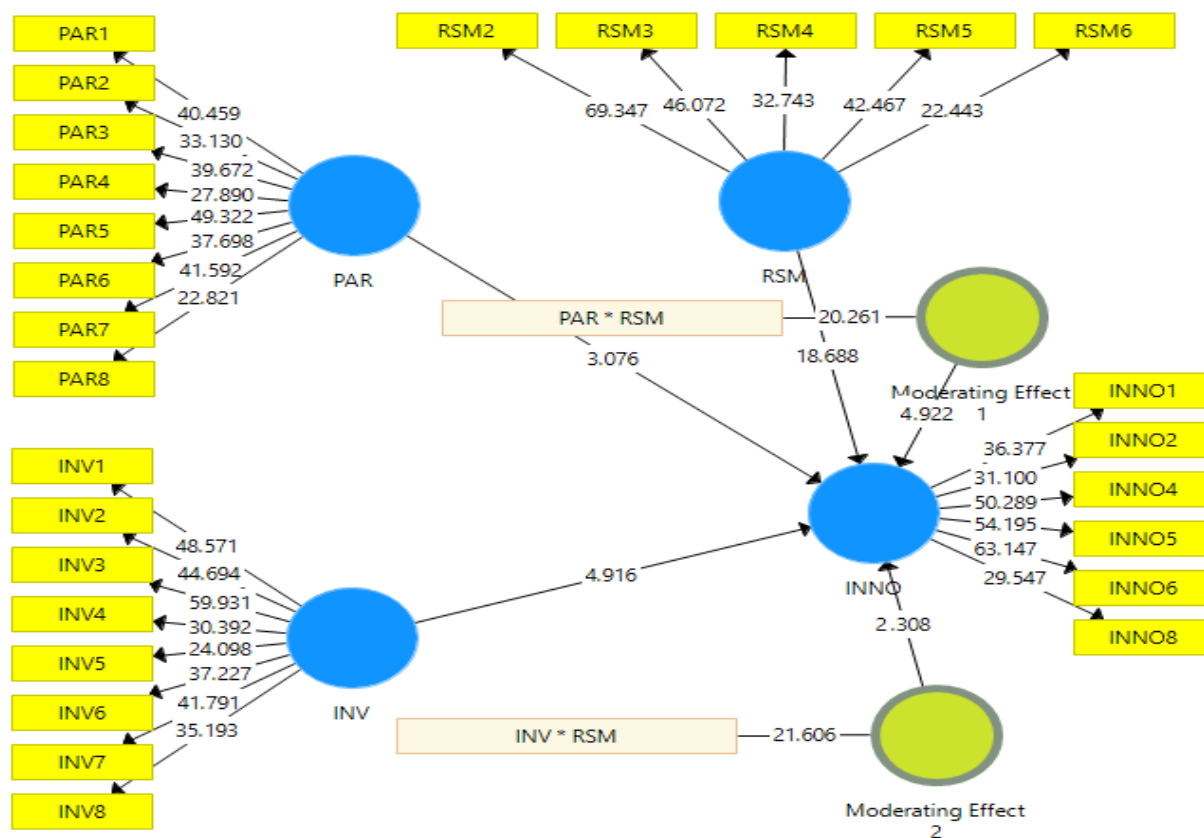 PAR1
PAR2
PAR3
PAR4
PAR5
PAR6
PAR7
PAR8
40.459
33.130
39.672
27.890
49.322
37.698
41.592
22.821
PAR
RSM2
RSM3
RSM4
RSM5
RSM6
69.347
46.072
32.743
42.467
22.443
RSM
PAR * RSM
20.261
3.076
18.688
Moderating Effect
1
4.922
INNO1
INNO2
INNO4
INNO5
INNO6
INNO8
36.377
31.100
50.289
54.195
63.147
29.547
INNO
INV1
INV2
INV3
INV4
INV5
INV6
INV7
INV8
48.571
44.694
59.931
30.392
24.098
37.227
41.791
35.193
INV
4.916
2.308
INV * RSM
21.606
Moderating Effect
2